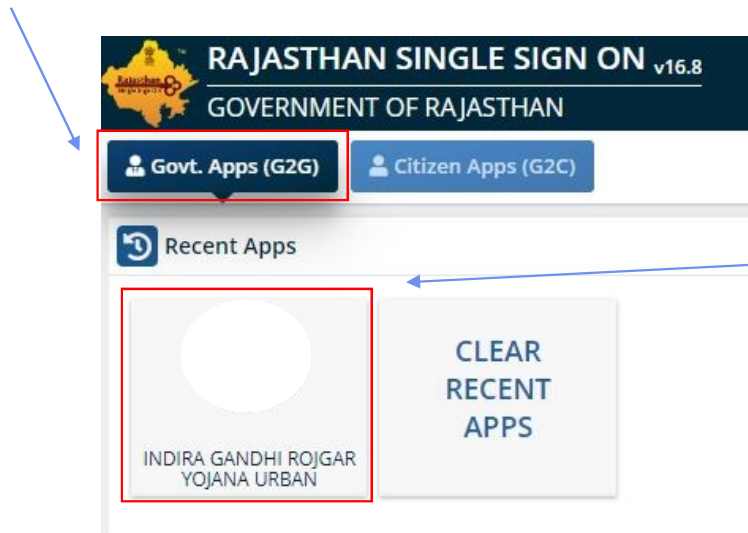 RAJASTHAN SINGLE SIGN ON v16.8
GOVERNMENT OF RAJASTHAN
Rajasthan
Govt. Apps (G2G)
Citizen Apps (G2C)
Recent Apps
CLEAR
RECENT
APPS
INDIRA GANDHI ROJGAR
YOJANA URBAN